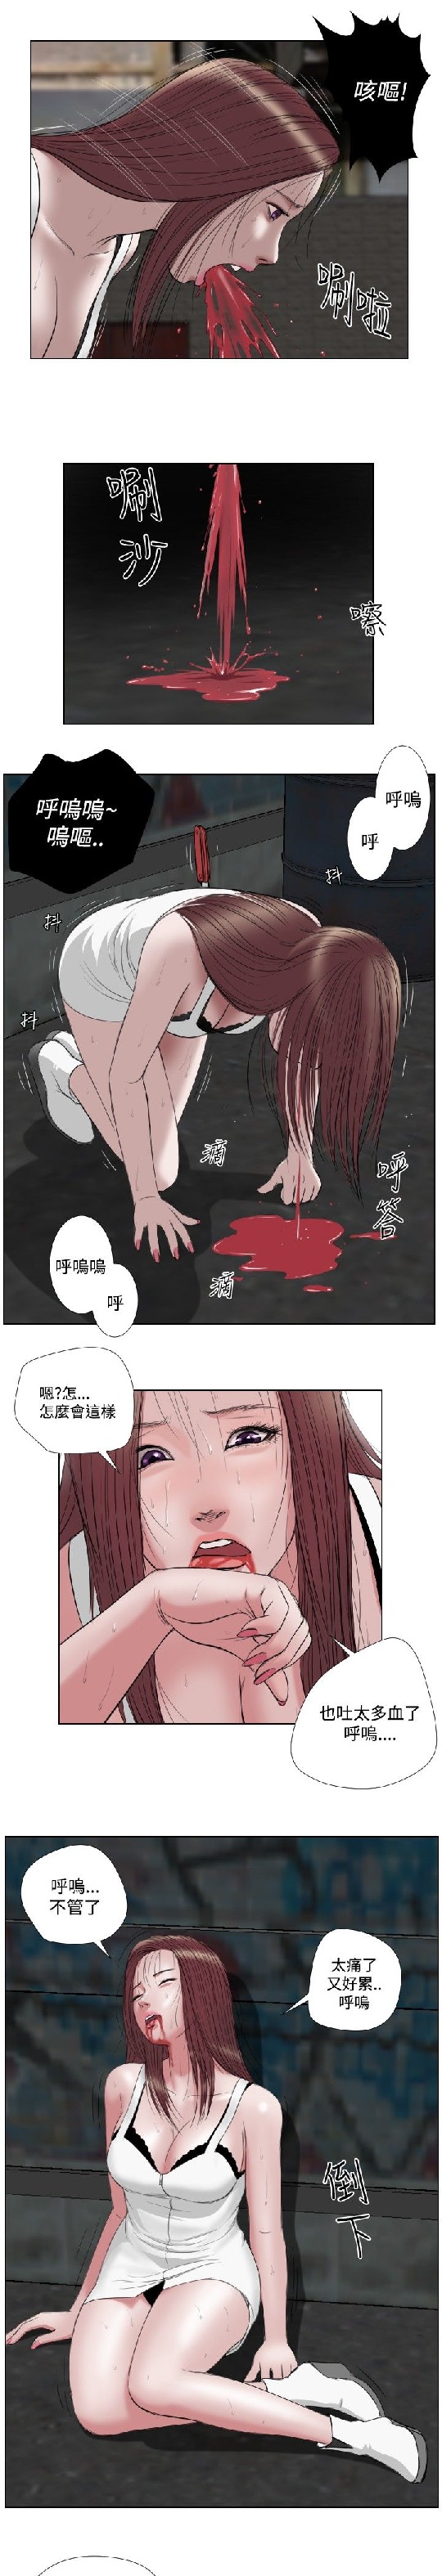 咳嘔!
唰啦
唰
沙
嚓
呼嗚嗚~
嗚嘔..
呼嗚
呼
抖
抖
抖
滴
呼
答
滴
呼嗚嗚
呼
嗯?怎...
怎麼會這樣
也吐太多血了
呼嗚....
呼嗚...
不管了
太痛了
又好累..
呼嗚
倒
下